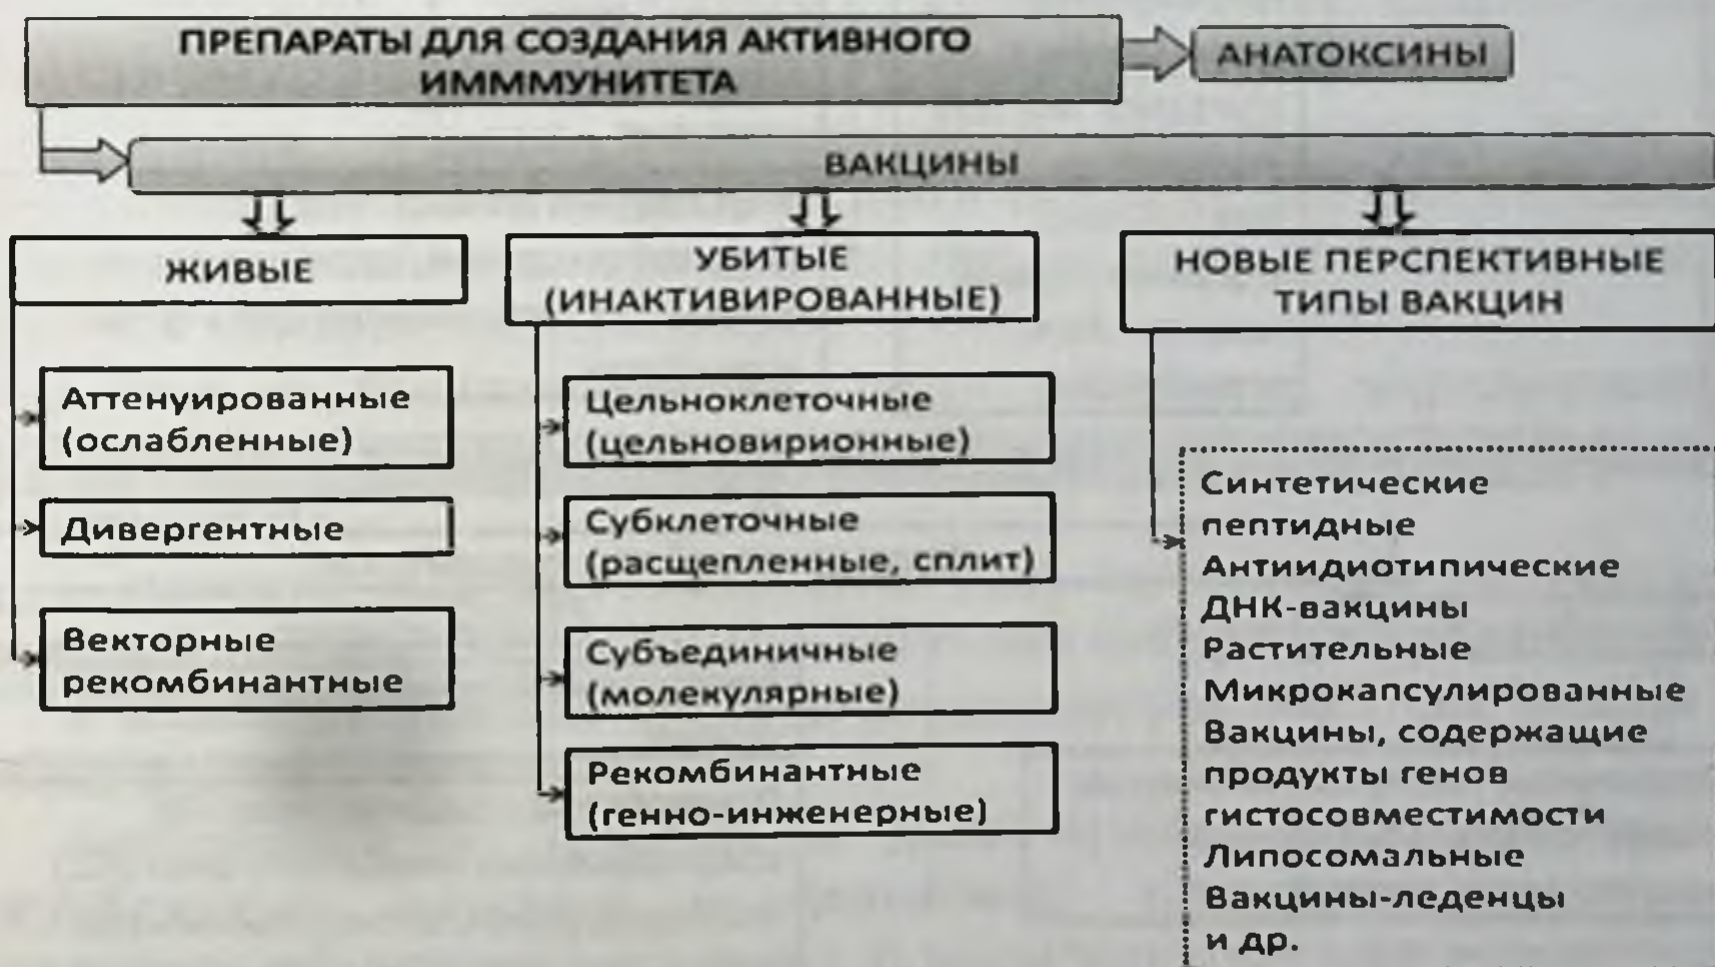 ПРЕПАРАТЫ ДЛЯ СОЗДАНИЯ АКТИВНОГО
ИМММУНИТЕТА
АНАТОКСИНЫ
ВАКЦИНЫ
ЖИВЫЕ
Аттенуированные
(ослабленные)
Дивергентные
Векторные
рекомбинантные
УБИТЫЕ
(ИНАКТИВИРОВАННЫЕ)
Цельноклеточные
(цельновирионные)
Субклеточные
(расщепленные, сплит)
Субъединичные
(молекулярные)
Рекомбинантные
(генно-инженерные)
НОВЫЕ ПЕРСПЕКТИВНЫЕ
ТИПЫ ВАКЦИН
Синтетические
пептидные
Антиидиотипические
ДНК-вакцины
Растительные
Микрокапсулированные
Вакцины, содержащие
продукты генов
гистосовместимости
Липосомальные
Вакцины-леденцы
и др.